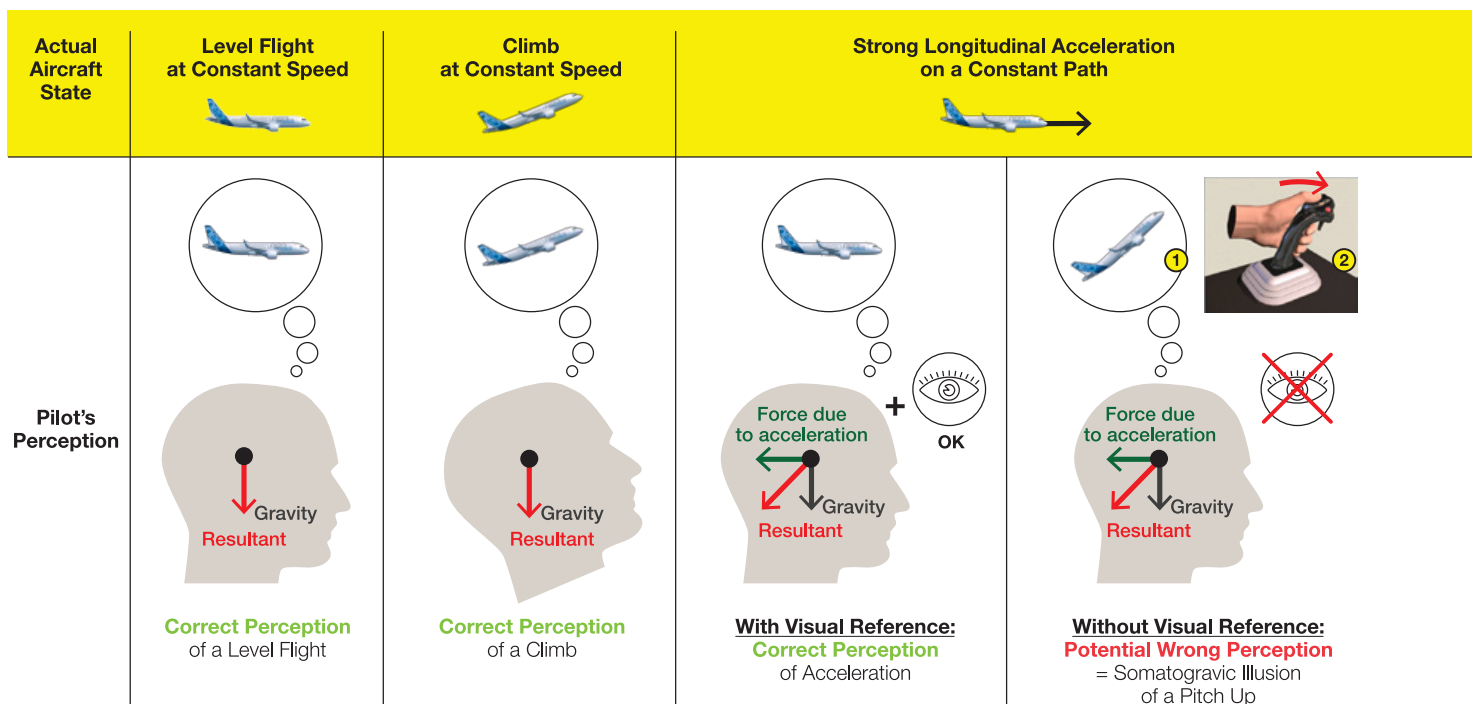 Actual
Aircraft
State
Level Flight
at Constant Speed
Climb
at Constant Speed
Strong Longitudinal Acceleration
on a Constant Path
Pilot's
Perception
Gravity
Resultant
Correct Perception
of a Level Flight
Gravity
Resultant
Correct Perception
of a Climb
+
OK
Force due
to acceleration
Gravity
Resultant
With Visual Reference:
Correct Perception
of Acceleration
1
2
Force due
to acceleration
Gravity
Resultant
Without Visual Reference:
Potential Wrong Perception
= Somatogravic Illusion
of a Pitch Up